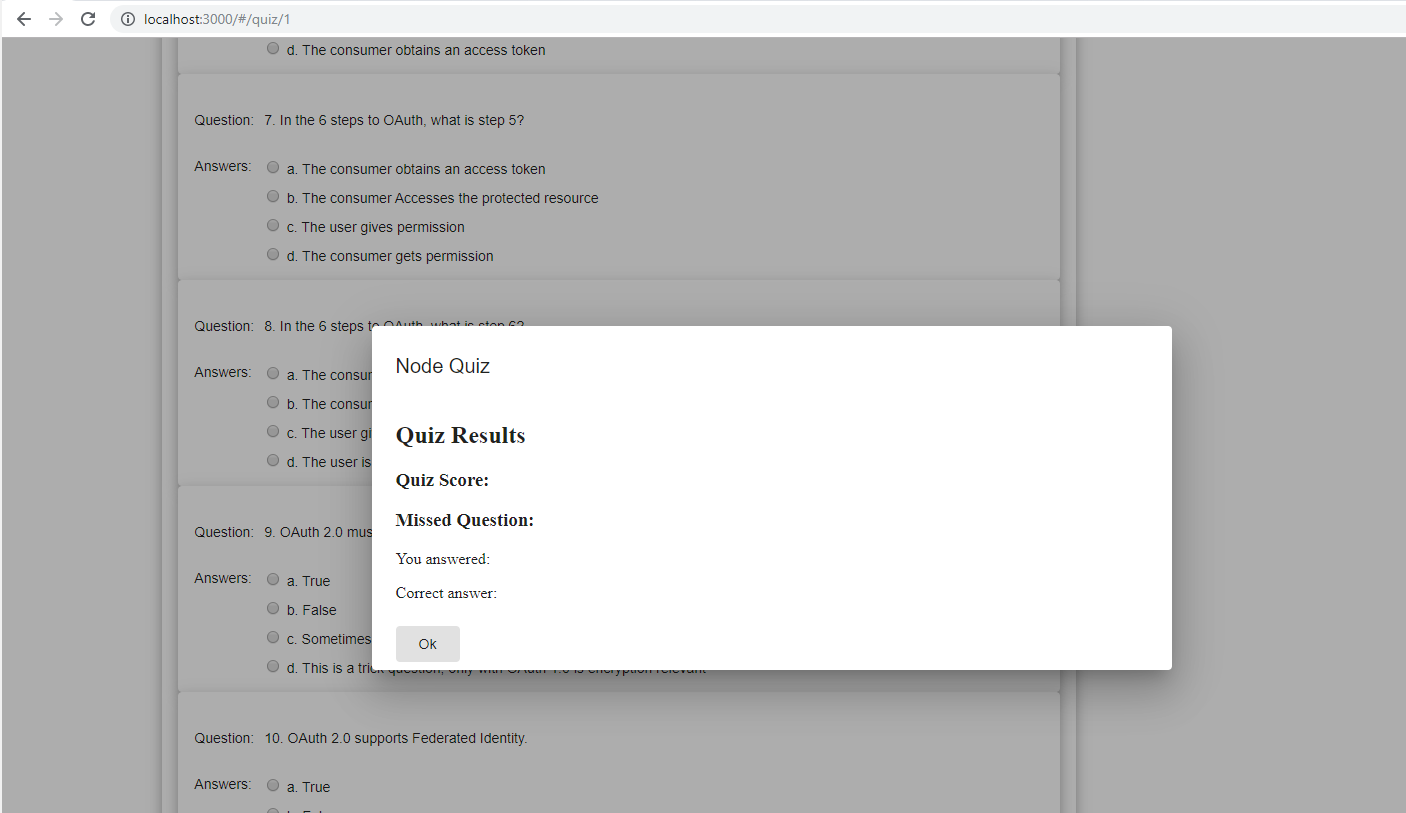 localhost:3000/#/quiz/1
d. The consumer obtains an access token
Question: 7. In the 6 steps to OAuth, what is step 5?
Answers: a. The consumer obtains an access token
b. The consumer Accesses the protected resource
c. The user gives permission
d. The consumer gets permission
Question: 8. In the 6 steps to OAuth, what is step 6?
Answers: a. The consur
b. The consur
c. The user gi
d. The user is
Question: 9. OAuth 2.0 mus
Answers: a. True
b. False
c. Sometimes
d. This is a trick question, only with OAuth 1.0 is encryption relevant
Node Quiz
Quiz Results
Quiz Score:
Missed Question:
You answered:
Correct answer:
Ok
Question: 10. OAuth 2.0 supports Federated Identity.
Answers: a. True